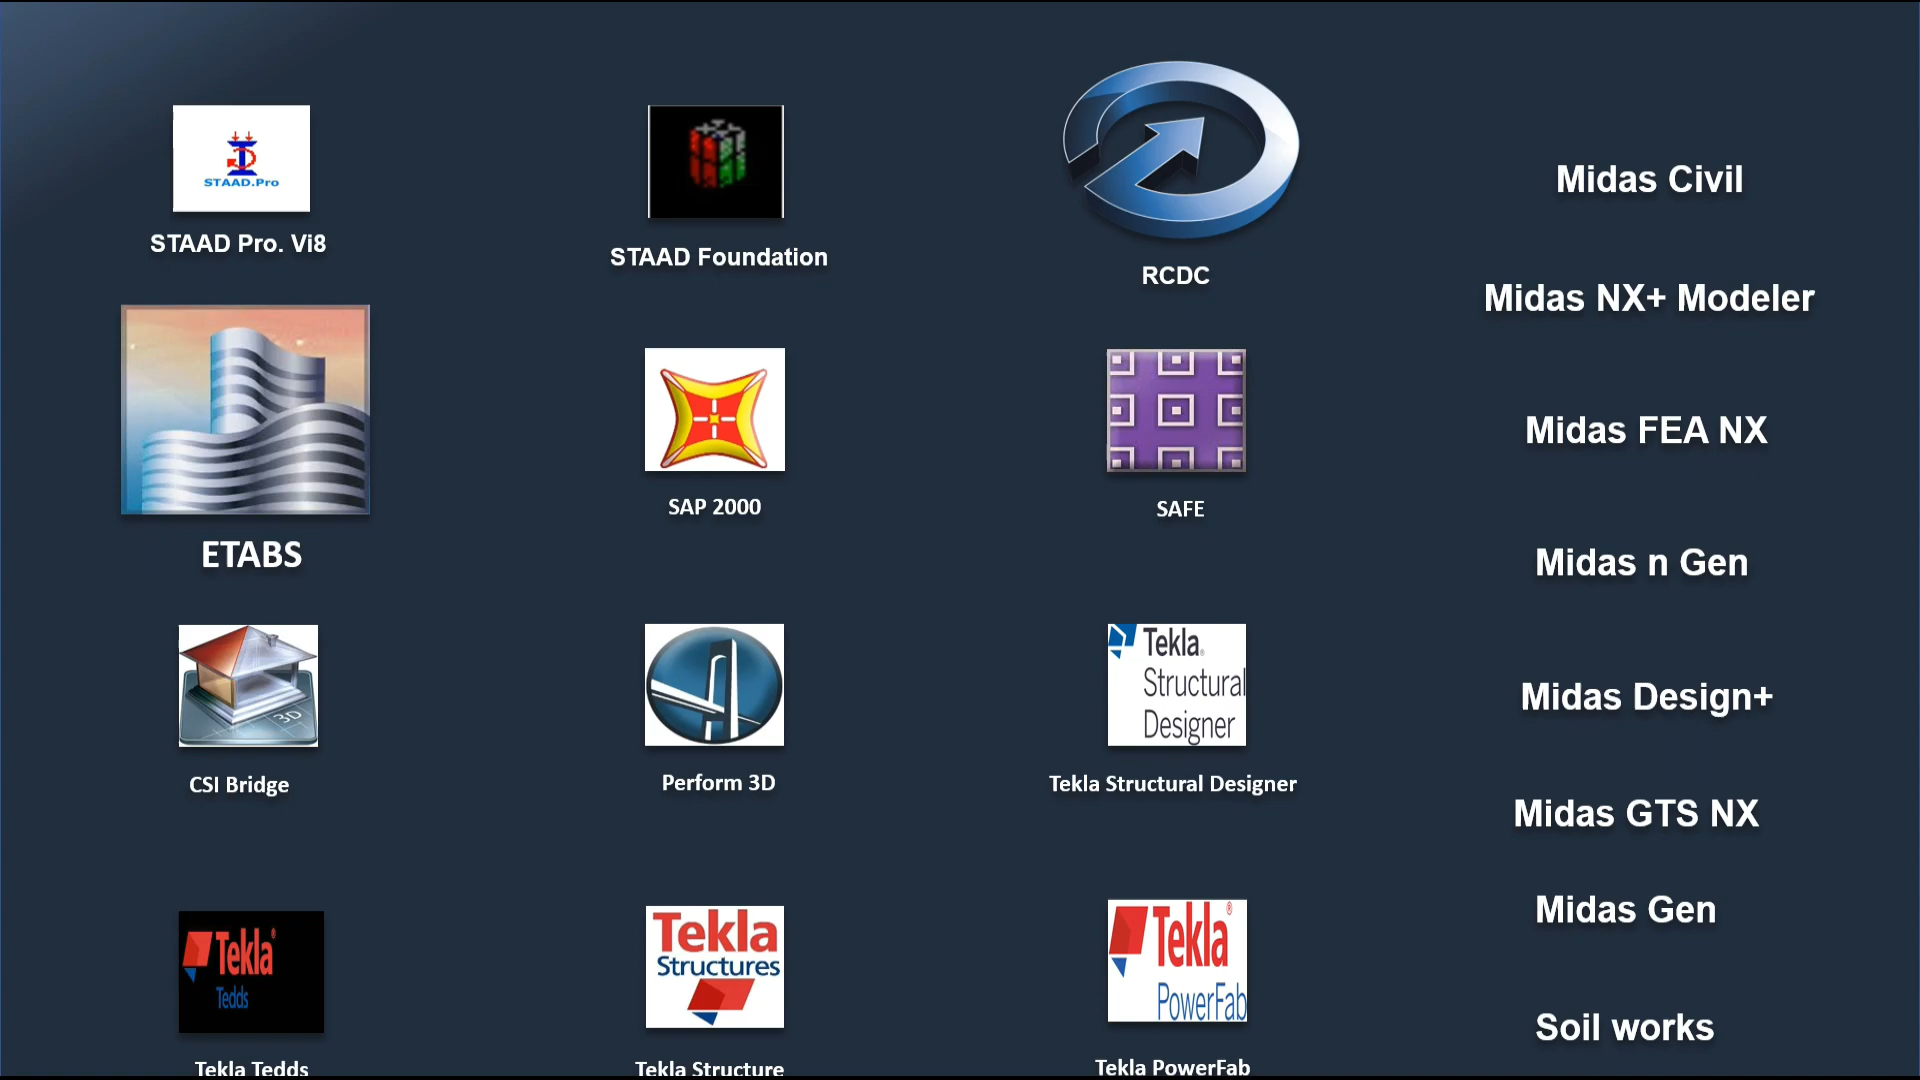 STAAD.Pro
STAAD Pro. Vi8
STAAD Foundation
RCDC
Midas Civil
Midas NX+ Modeler
ETABS
SAP 2000
SAFE
Midas FEA NX
Midas n Gen
3D
CSI Bridge
Perform 3D
Tekla®
Structural
Designer
Tekla Structural Designer
Midas Design+
Midas GTS NX
Tekla®
Tedds
Tekla Tedds
Tekla
Structures
Tekla Structure
Tekla®
PowerFab
Tekla PowerFab
Midas Gen
Soil works